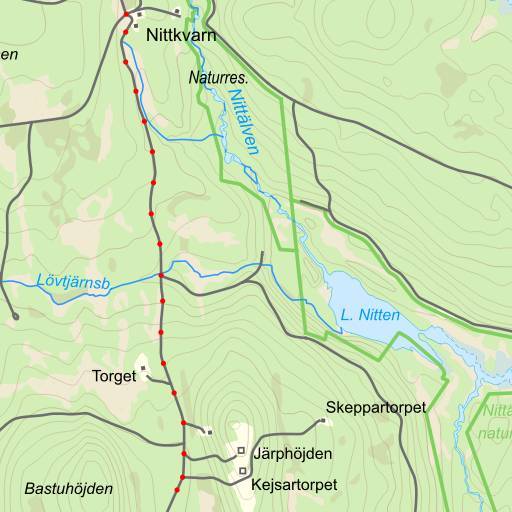 Nittkvarn
en
Naturres.
Nittälven
Lövtjärnsb.
L. Nitten
Torget
Skeppartorpet
Nittä
natur
Järphöjden
Kejsartorpet
Bastuhöjden